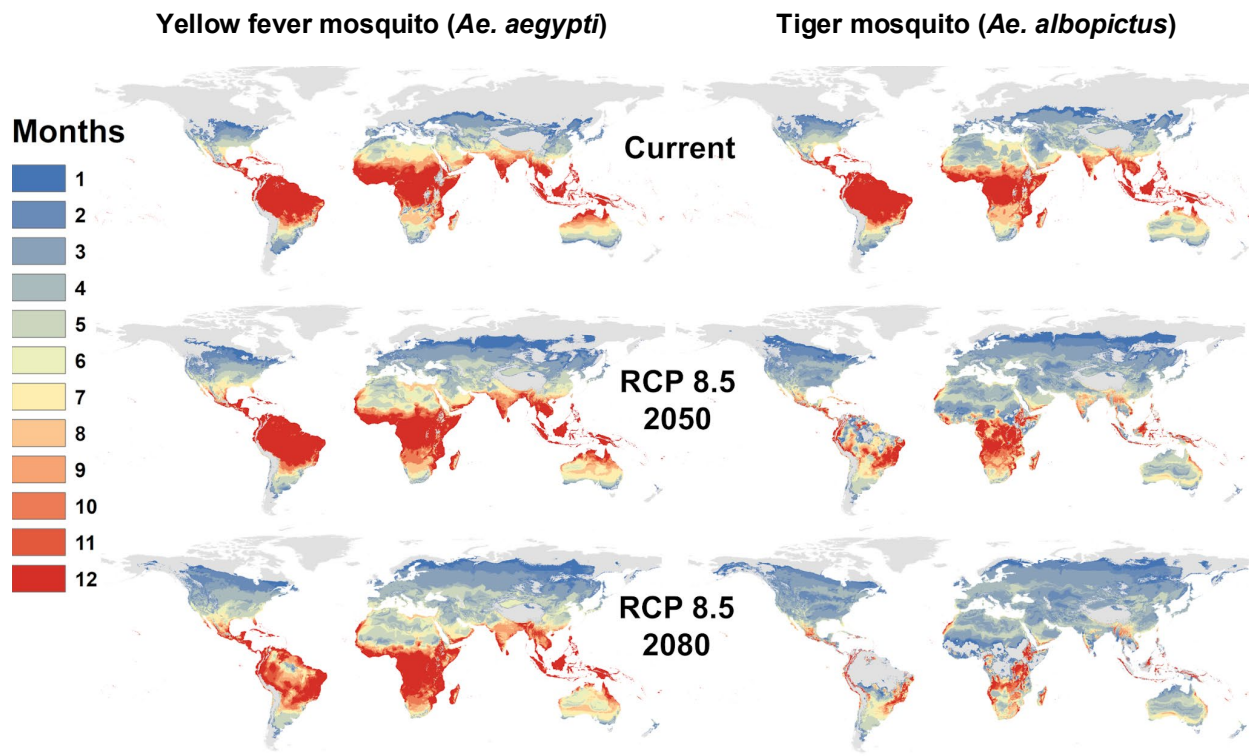 Yellow fever mosquito (Ae. aegypti)
Tiger mosquito (Ae. albopictus)
Months
1
2
3
4
5
6
7
8
9
10
11
12
Current
RCP 8.5
2050
RCP 8.5
2080